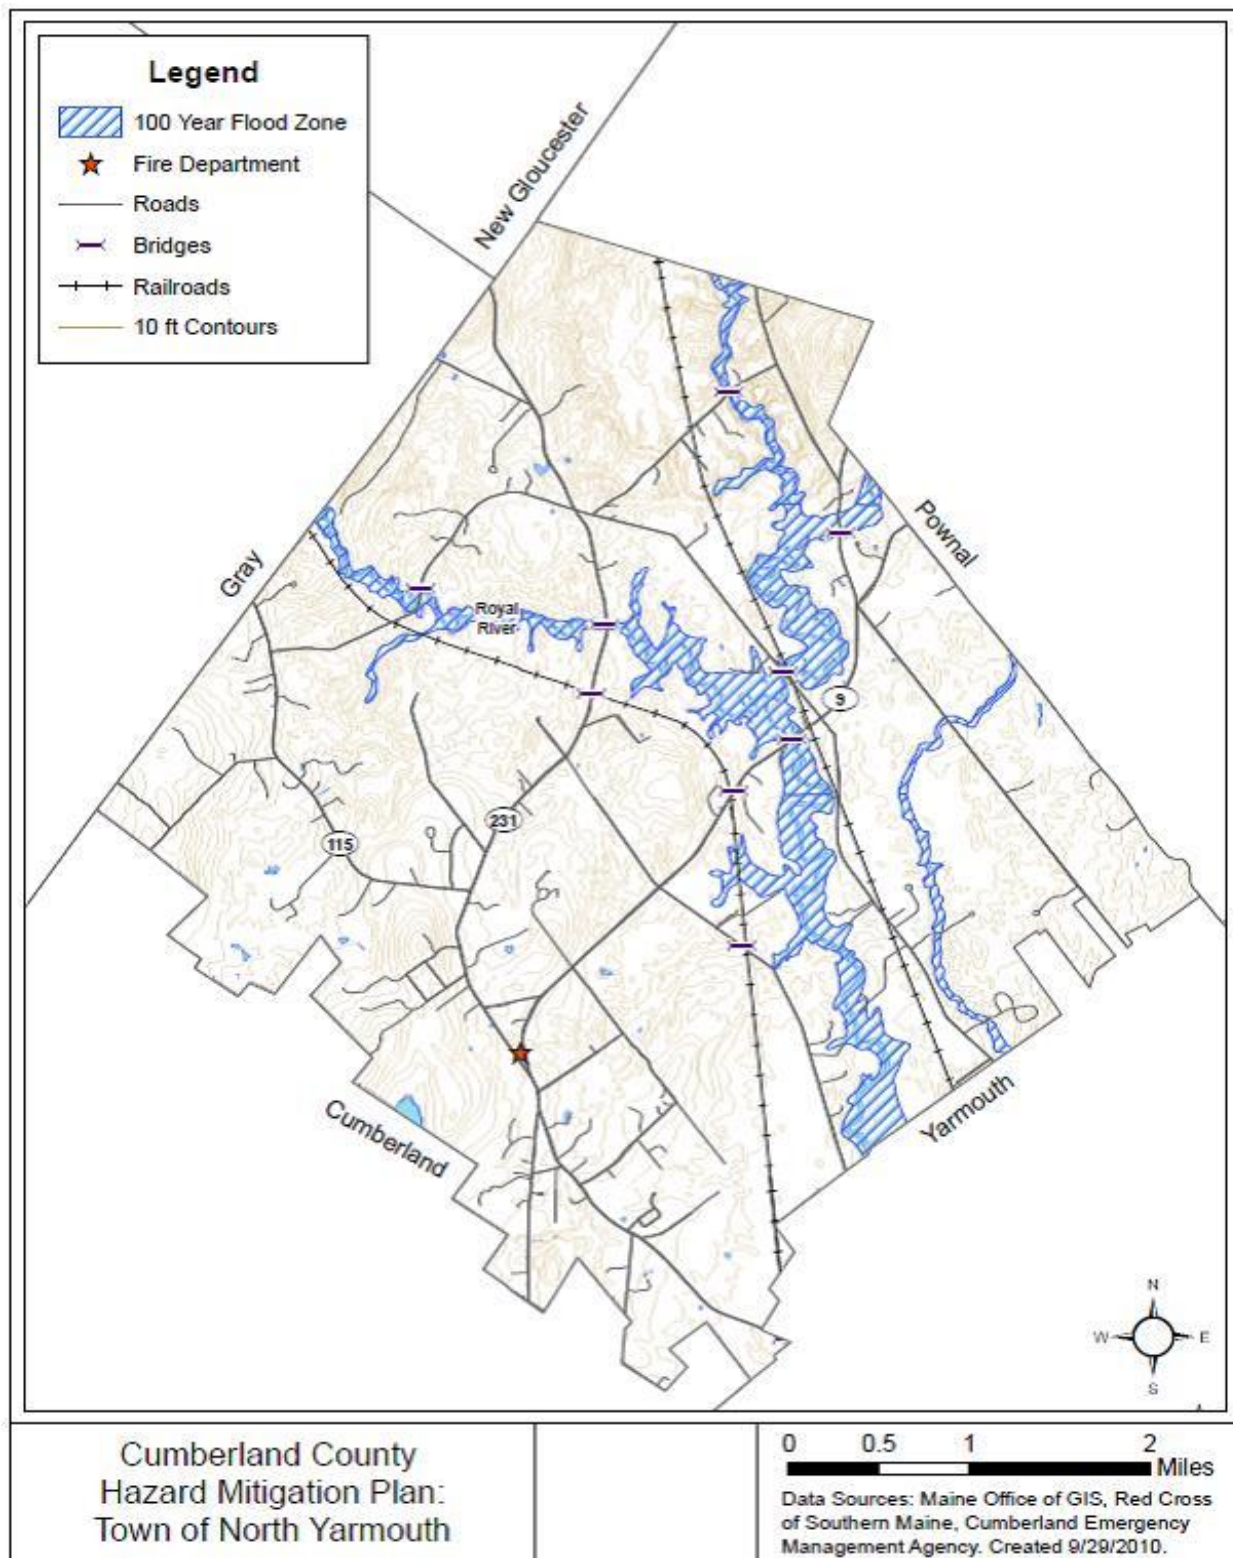 Legend
100 Year Flood Zone
Fire Department
Roads
Bridges
Railroads
10 ft Contours
New Gloucester
Pownal
Gray
Royal
River
9
231
115
Cumberland
Yarmouth
N
W E
S
Cumberland County
Hazard Mitigation Plan:
Town of North Yarmouth
0 0.5 1 2
Miles
Data Sources: Maine Office of GIS, Red Cross
of Southern Maine, Cumberland Emergency
Management Agency. Created 9/29/2010.